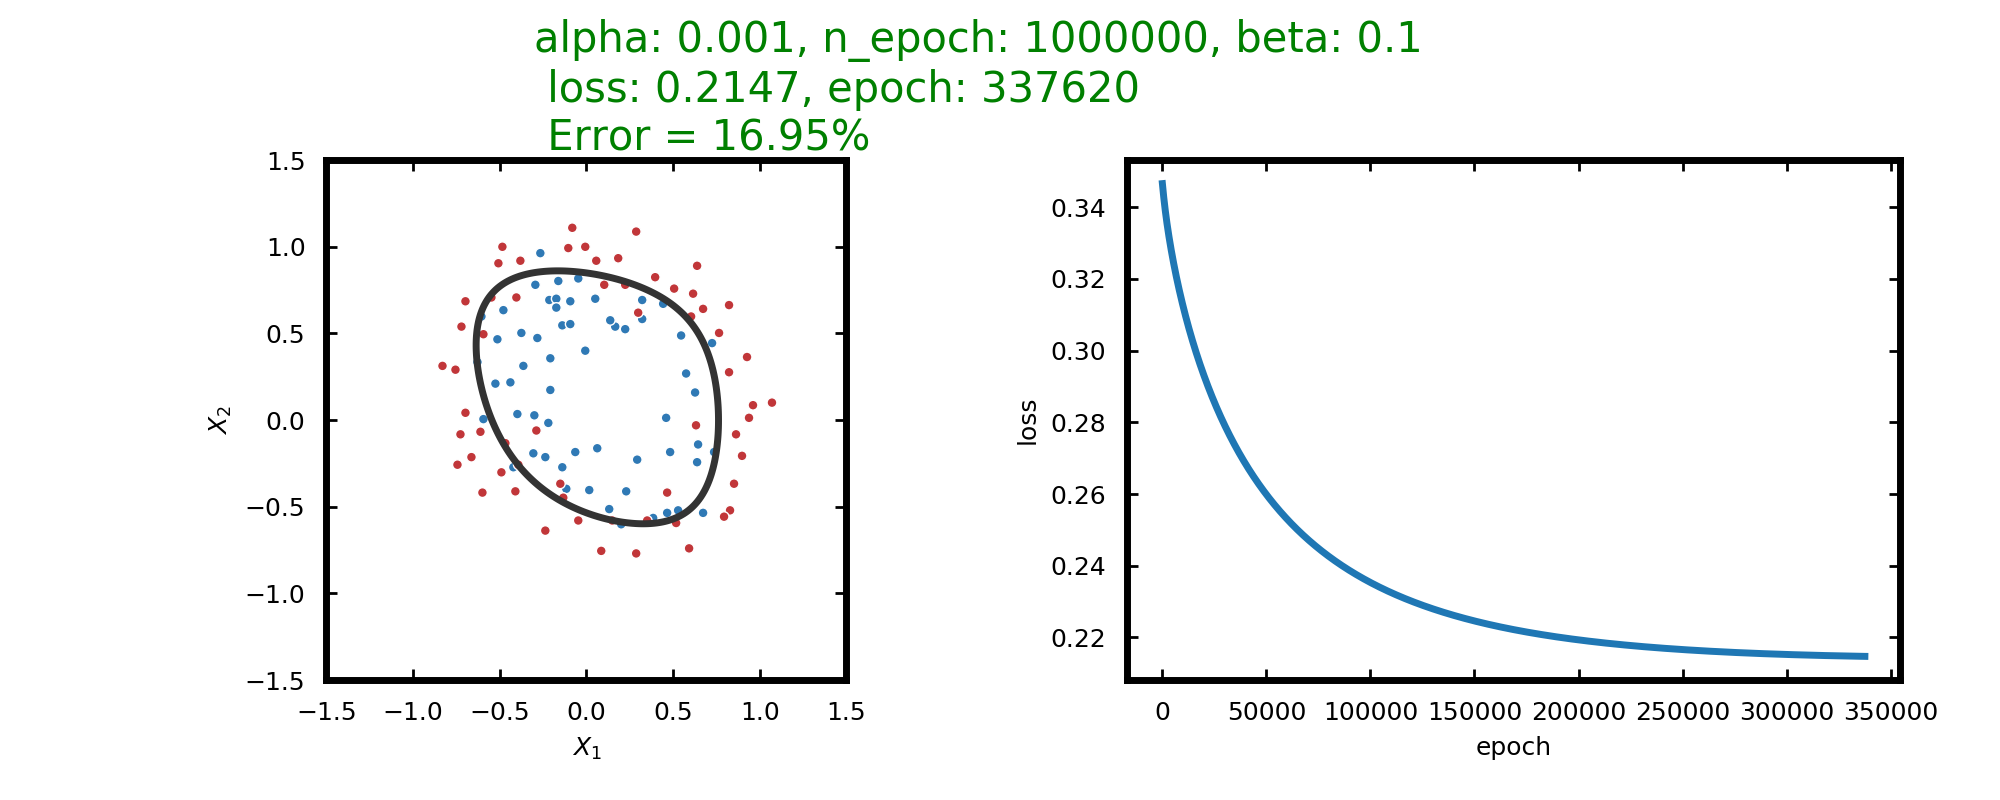 alpha: 0.001, n_epoch: 1000000, beta: 0.1
loss: 0.2147, epoch: 337620
Error = 16.95%
1.5
1.0
0.5
0.0
−0.5
−1.0
−1.5
X2
−1.5 −1.0 −0.5 0.0 0.5 1.0 1.5
X1
0.34
0.32
0.30
0.28
0.26
0.24
0.22
loss
0 50000 100000 150000 200000 250000 300000 350000
epoch